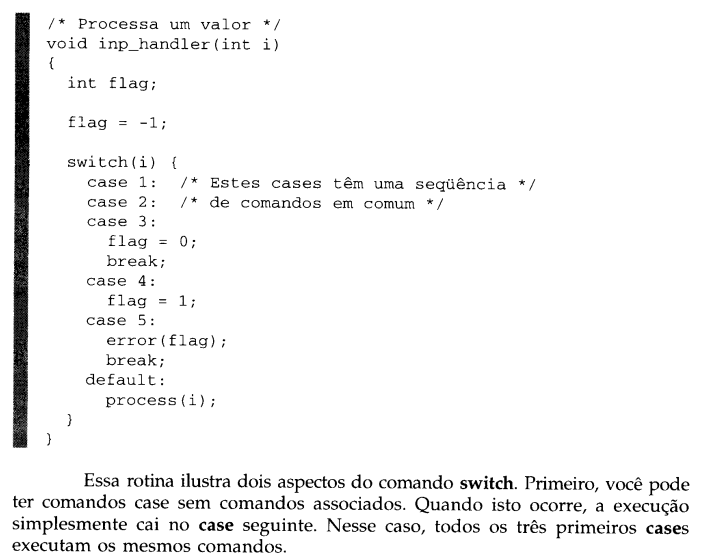 /* Processa um valor */
void inp_handler(int i)
{
  int flag;

  flag = -1;

  switch(i) {
    case 1:  /* Estes cases têm uma seqüência */
    case 2:  /* de comandos em comum */
    case 3:
      flag = 0;
      break;
    case 4:
      flag = 1;
    case 5:
      error(flag);
      break;
    default:
      process(i);
  }
}

Essa rotina ilustra dois aspectos do comando switch. Primeiro, você pode
ter comandos case sem comandos associados. Quando isto ocorre, a execução
simplesmente cai no case seguinte. Nesse caso, todos os três primeiros cases
executam os mesmos comandos.